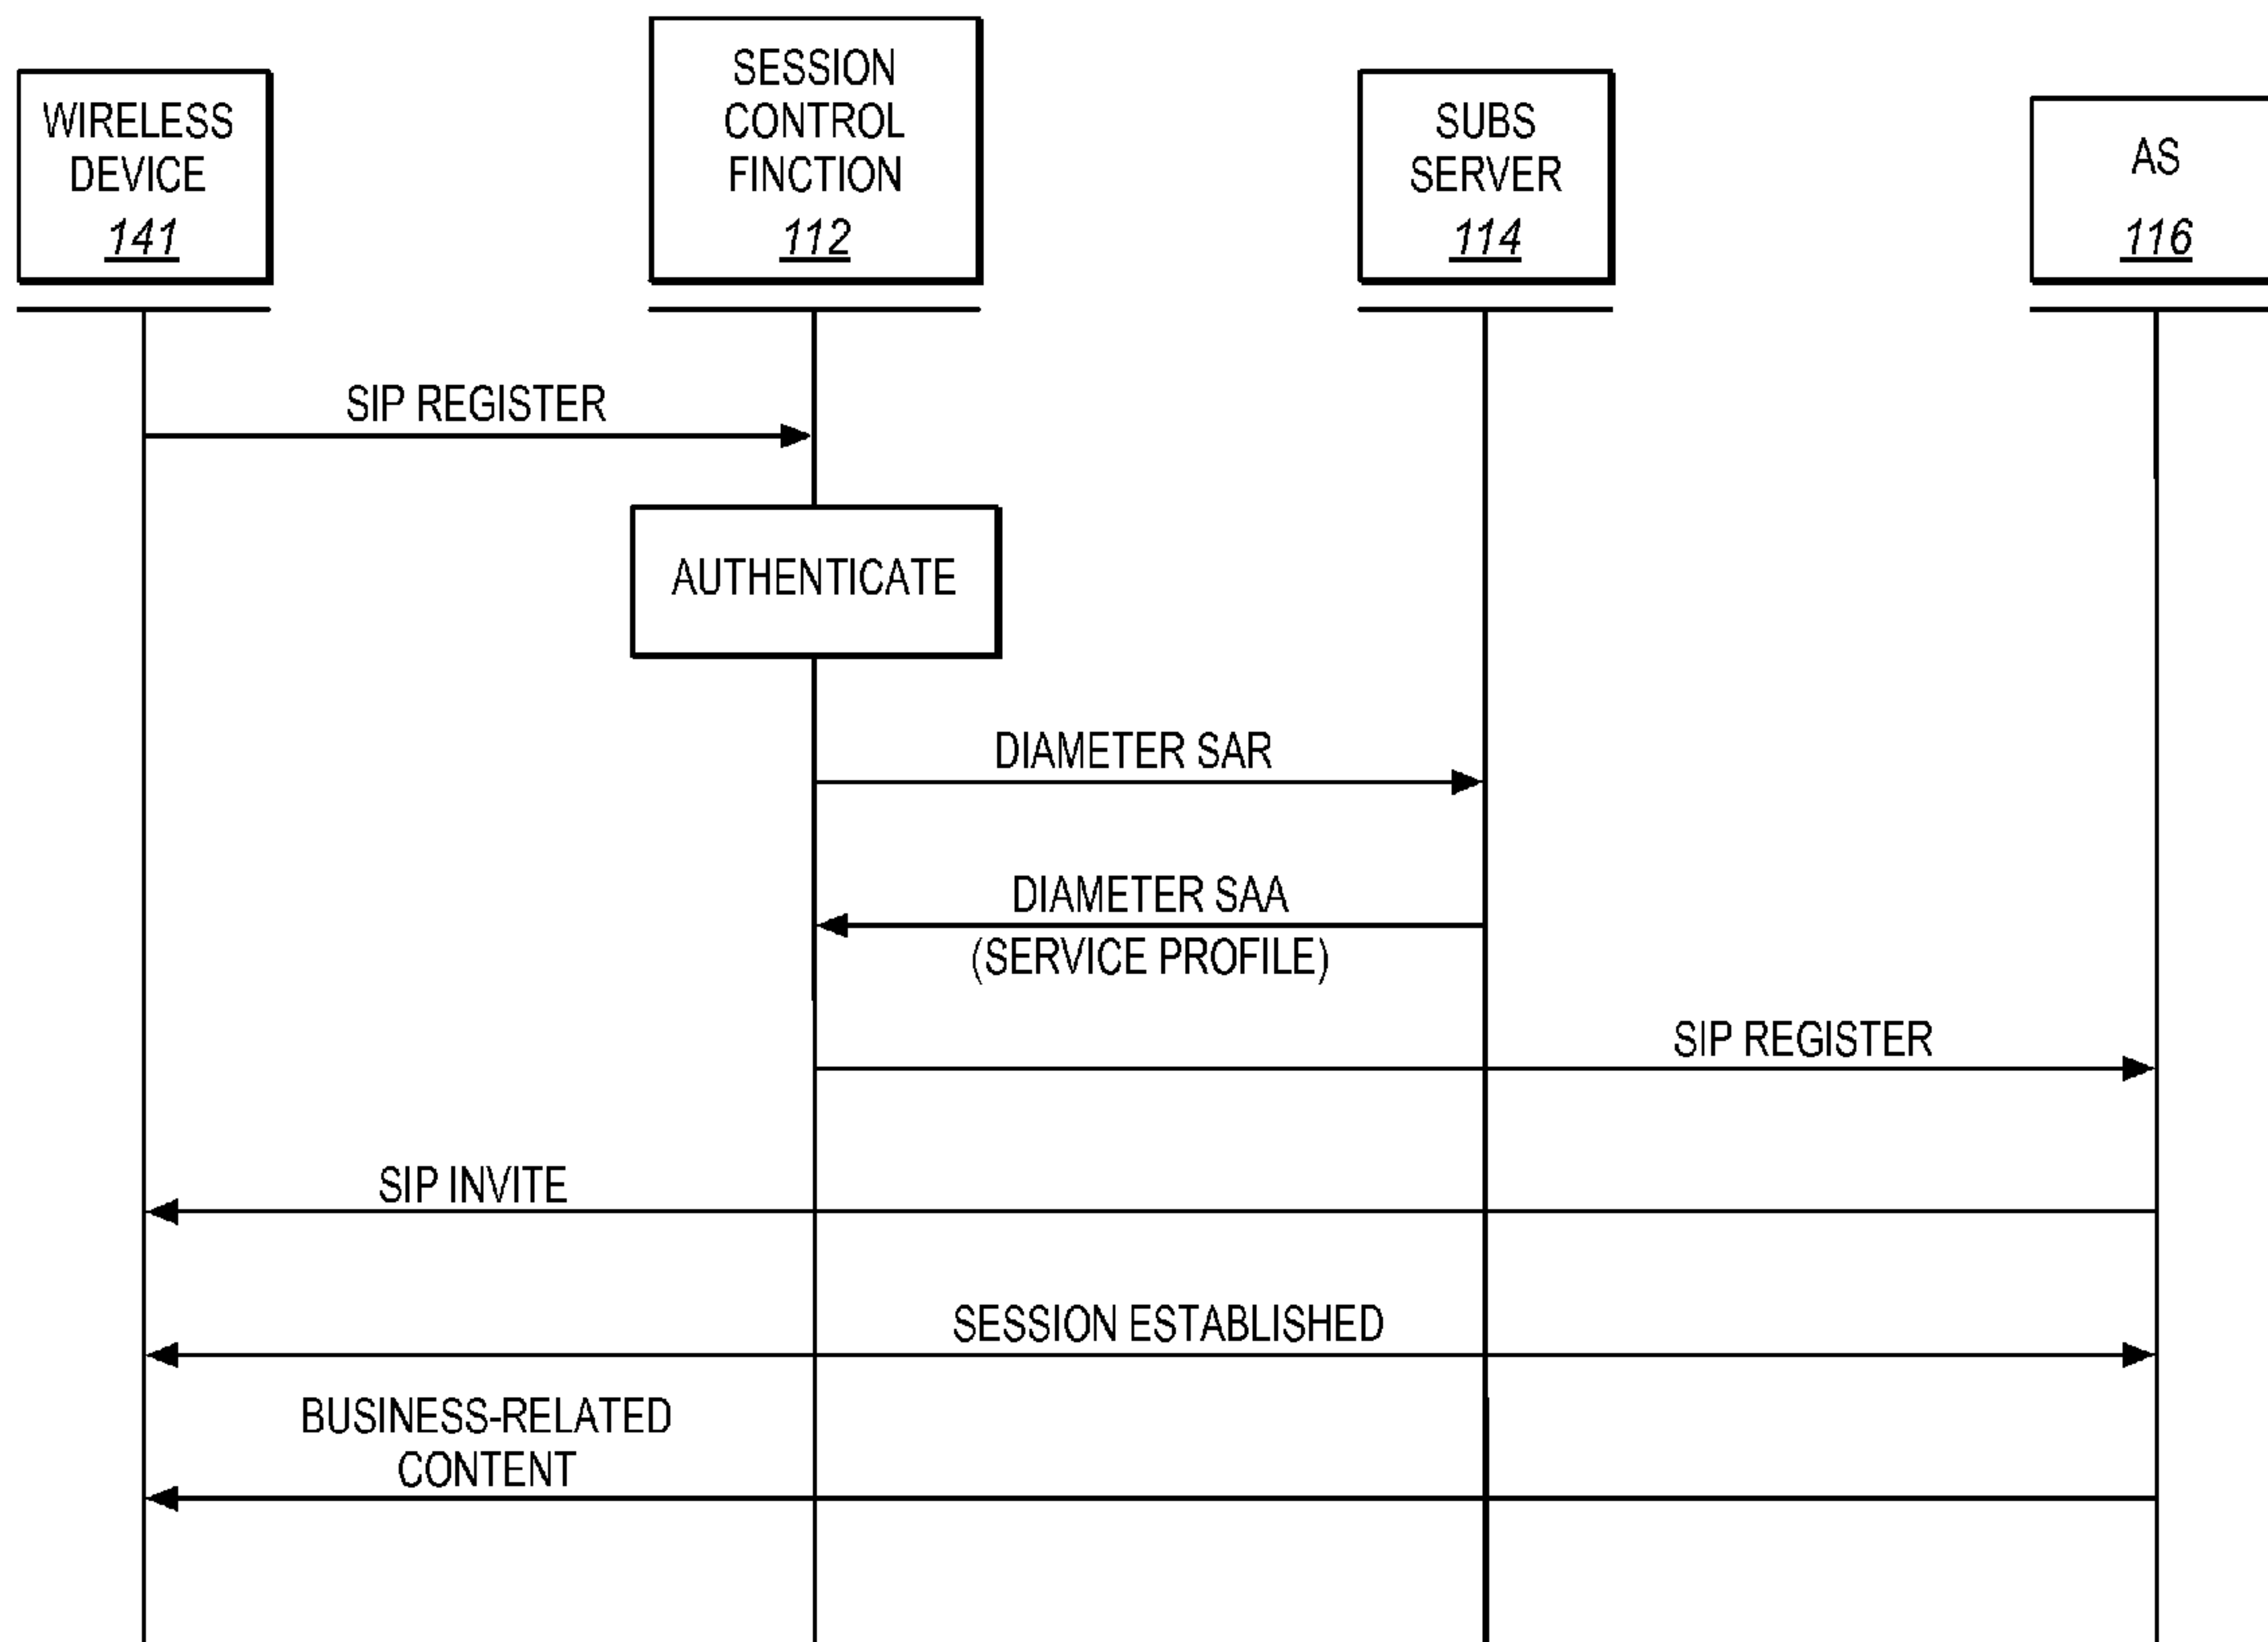 WIRELESS
DEVICE
141
SESSION
CONTROL
FINCTION
112
SUBS
SERVER
114
AS
116
SIP REGISTER
AUTHENTICATE
DIAMETER SAR
DIAMETER SAA
(SERVICE PROFILE)
SIP REGISTER
SIP INVITE
SESSION ESTABLISHED
BUSINESS-RELATED
CONTENT